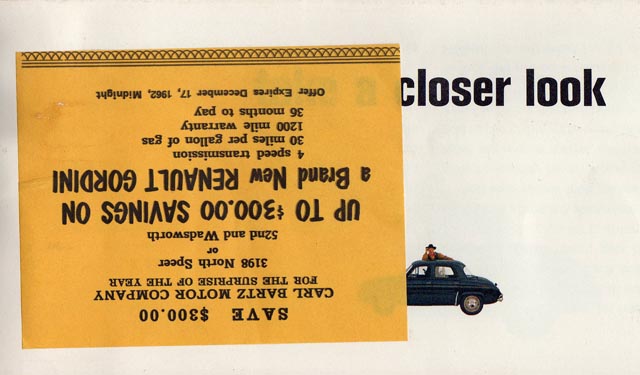 closer look
SAVE $300.00
CARL BARTZ MOTOR COMPANY
FOR THE SURPRISE OF THE YEAR
3198 North Speer
or
52nd and Wadsworth
UP TO $300.00 SAVINGS ON
a Brand New RENAULT GORDINI
4 speed transmission
30 miles per gallon of gas
1200 mile warranty
36 months to pay
Offer Expires December 17, 1962, Midnight